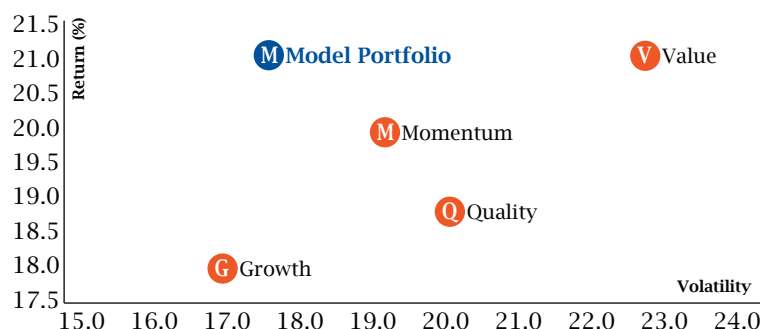 21.5
Return (%)
21.0
M Model Portfolio
V Value
20.5
20.0
M Momentum
19.5
19.0
Q Quality
18.5
18.0
G Growth
17.5
Volatility
15.0 16.0 17.0 18.0 19.0 20.0 21.0 22.0 23.0 24.0